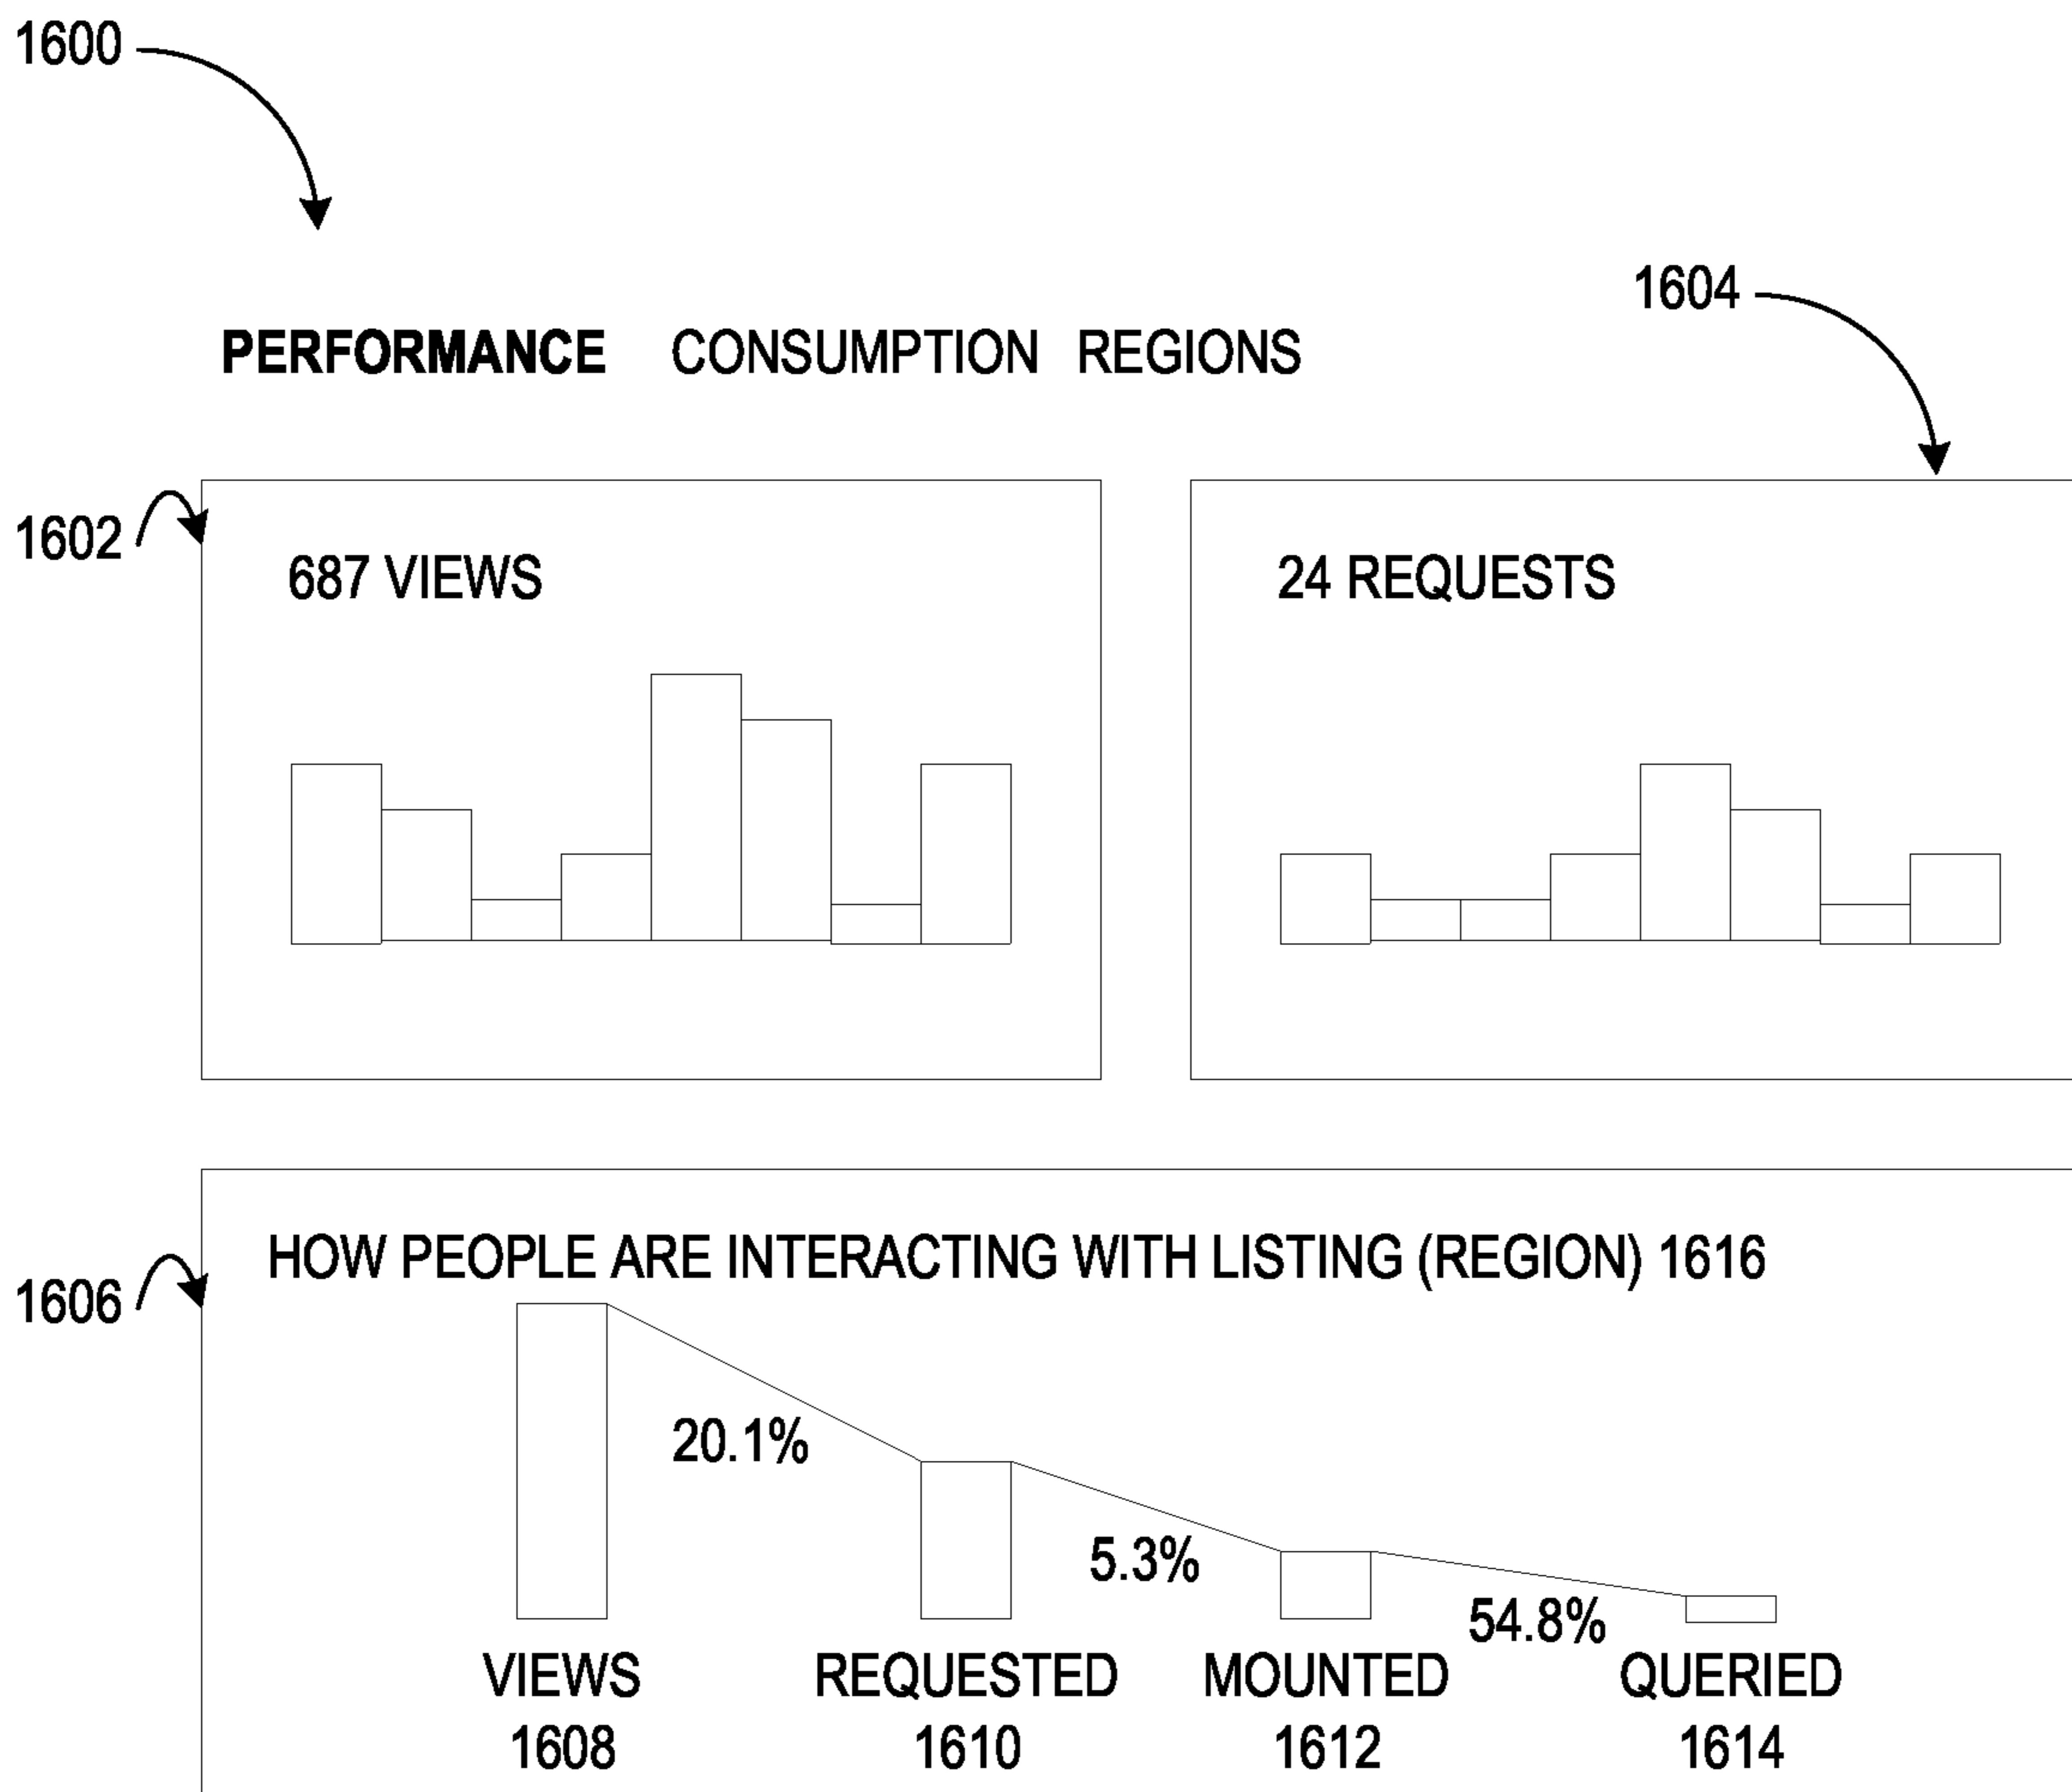 1600
1604
PERFORMANCE CONSUMPTION REGIONS
1602
687 VIEWS
24 REQUESTS
HOW PEOPLE ARE INTERACTING WITH LISTING (REGION) 1616
1606
20.1%
5.3%
54.8%
VIEWS REQUESTED MOUNTED QUERIED
1608 1610 1612 1614